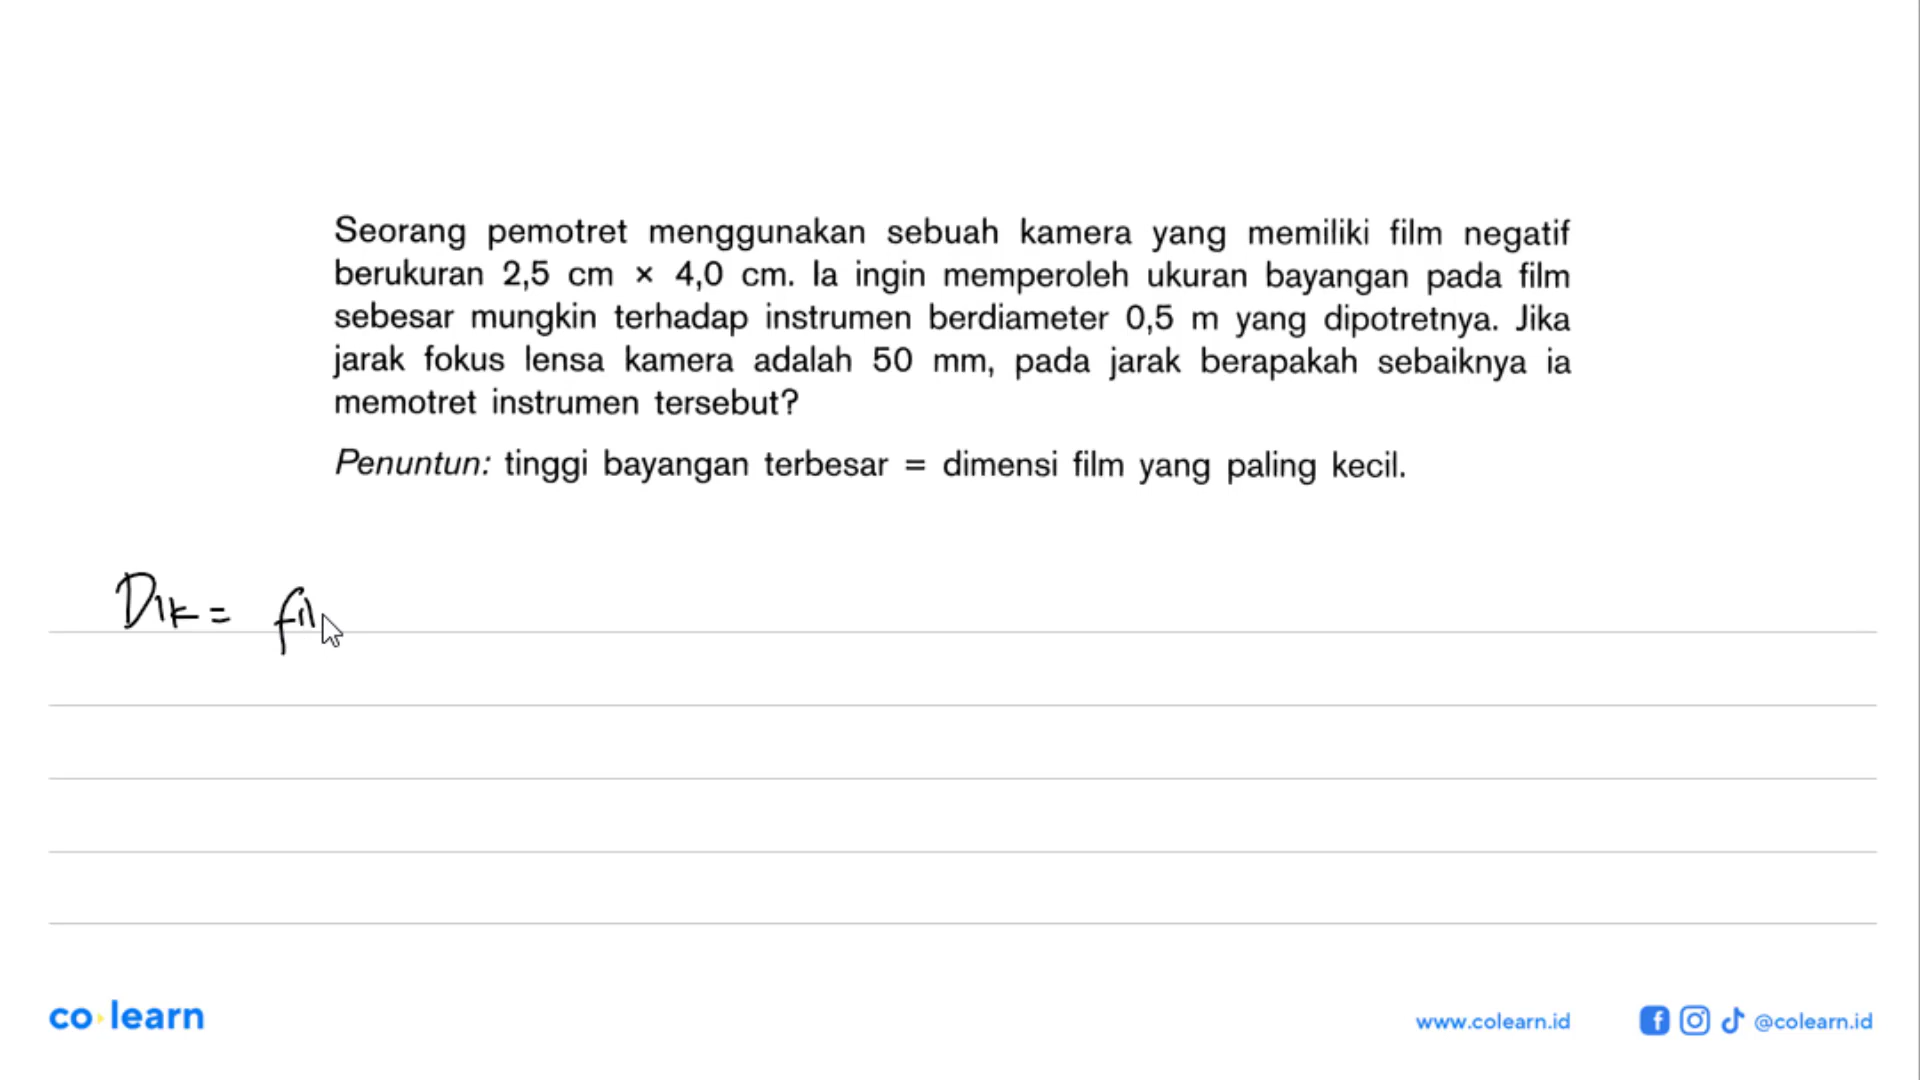 Seorang pemotret menggunakan sebuah kamera yang memiliki film negatif
berukuran 2,5 cm × 4,0 cm. Ia ingin memperoleh ukuran bayangan pada film
sebesar mungkin terhadap instrumen berdiameter 0,5 m yang dipotretnya. Jika
jarak fokus lensa kamera adalah 50 mm, pada jarak berapakah sebaiknya ia
memotret instrumen tersebut?
Penuntun: tinggi bayangan terbesar = dimensi film yang paling kecil.
Dik = fil
co learn
www.colearn.id
@colearn.id